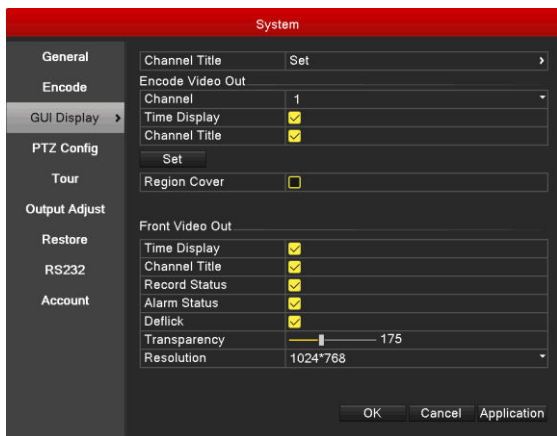 System
General
Encode
GUI Display
PTZ Config
Tour
Output Adjust
Restore
RS232
Account
Channel Title Set
Encode Video Out
Channel 1
Time Display
Channel Title
Set
Region Cover
Front Video Out
Time Display
Channel Title
Record Status
Alarm Status
Deflick
Transparency 175
Resolution 1024*768
OK Cancel Application